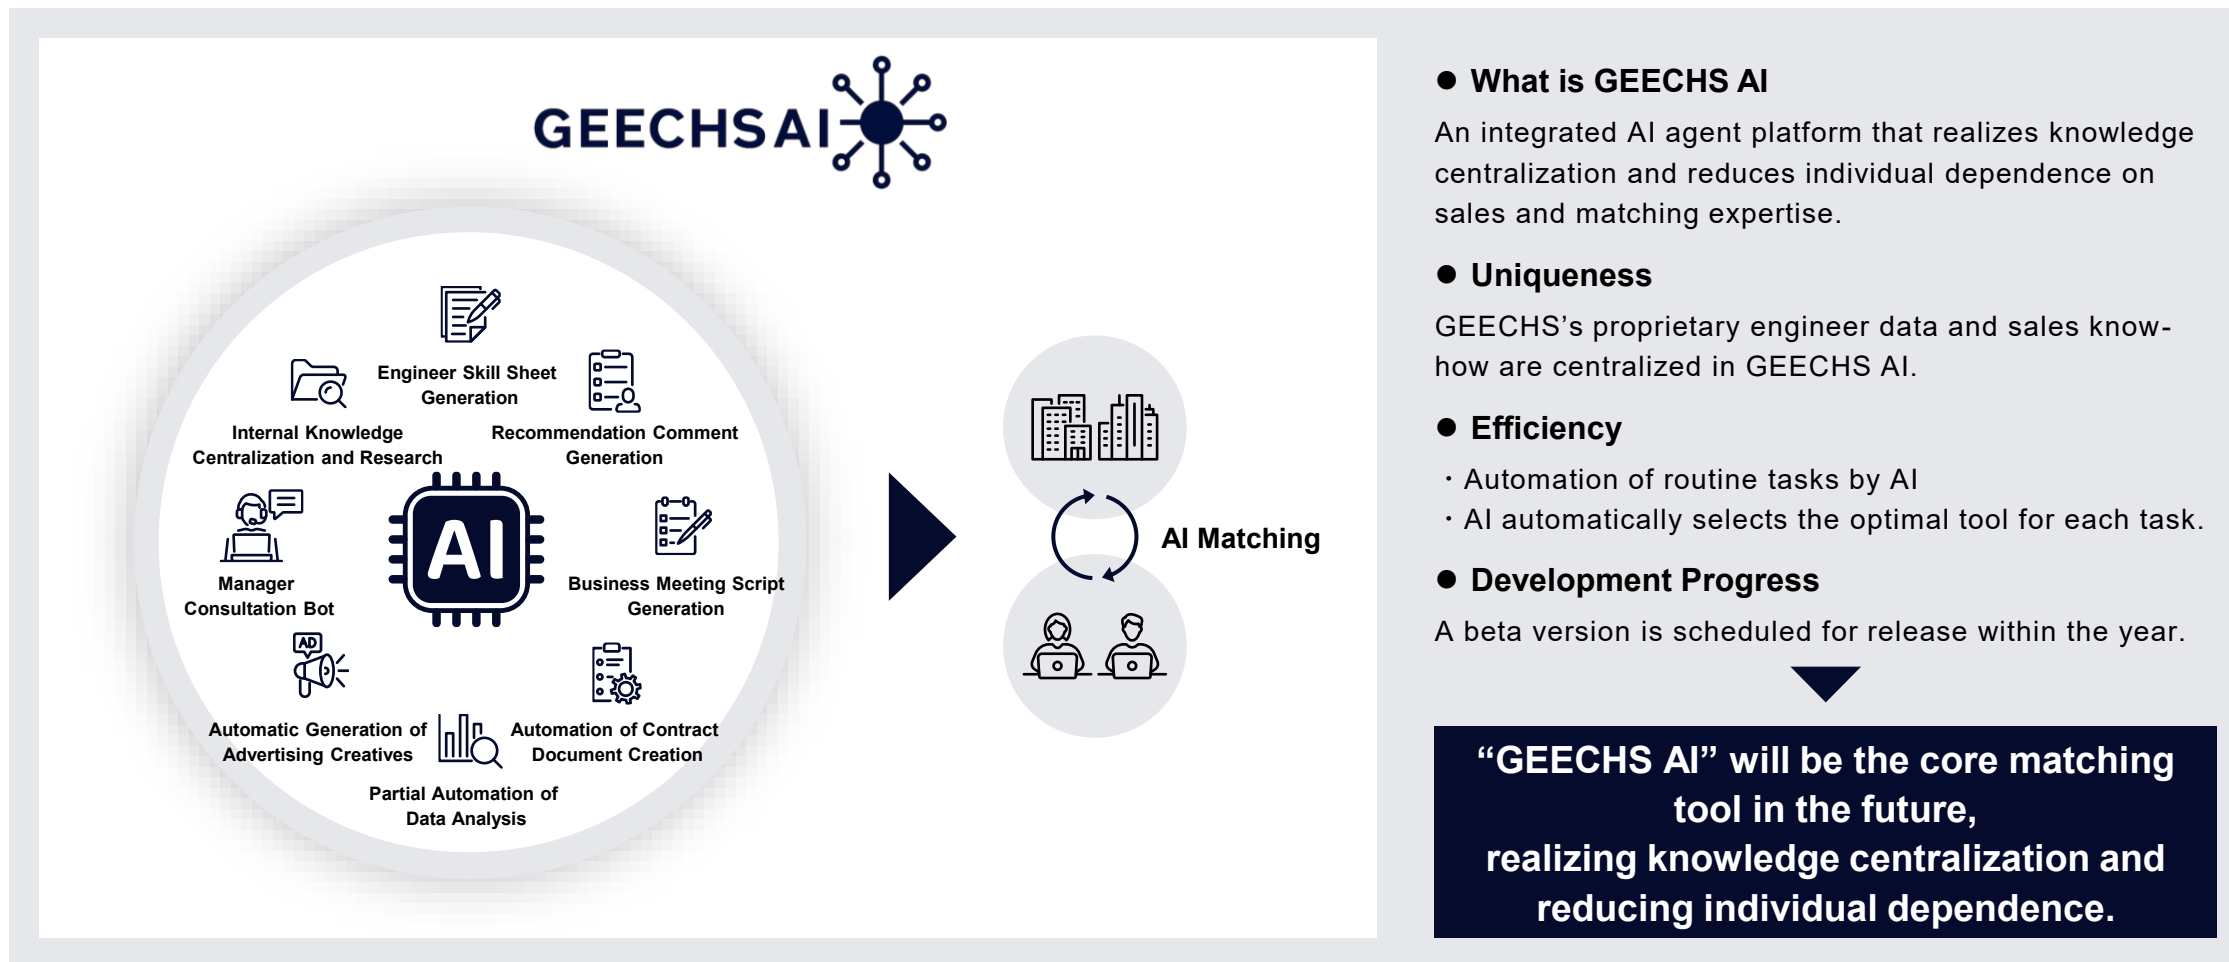 GEECHS AI
Engineer Skill Sheet
Generation
Internal Knowledge
Centralization and Research
Recommendation Comment
Generation
AI
Manager
Consultation Bot
Business Meeting Script
Generation
AD
Automatic Generation of
Advertising Creatives
Automation of Contract
Document Creation
Partial Automation of
Data Analysis
AI Matching
● What is GEECHS AI
An integrated AI agent platform that realizes knowledge
centralization and reduces individual dependence on
sales and matching expertise.
● Uniqueness
GEECHS’s proprietary engineer data and sales know-
how are centralized in GEECHS AI.
● Efficiency
・Automation of routine tasks by AI
・AI automatically selects the optimal tool for each task.
● Development Progress
A beta version is scheduled for release within the year.
“GEECHS AI” will be the core matching
tool in the future,
realizing knowledge centralization and
reducing individual dependence.